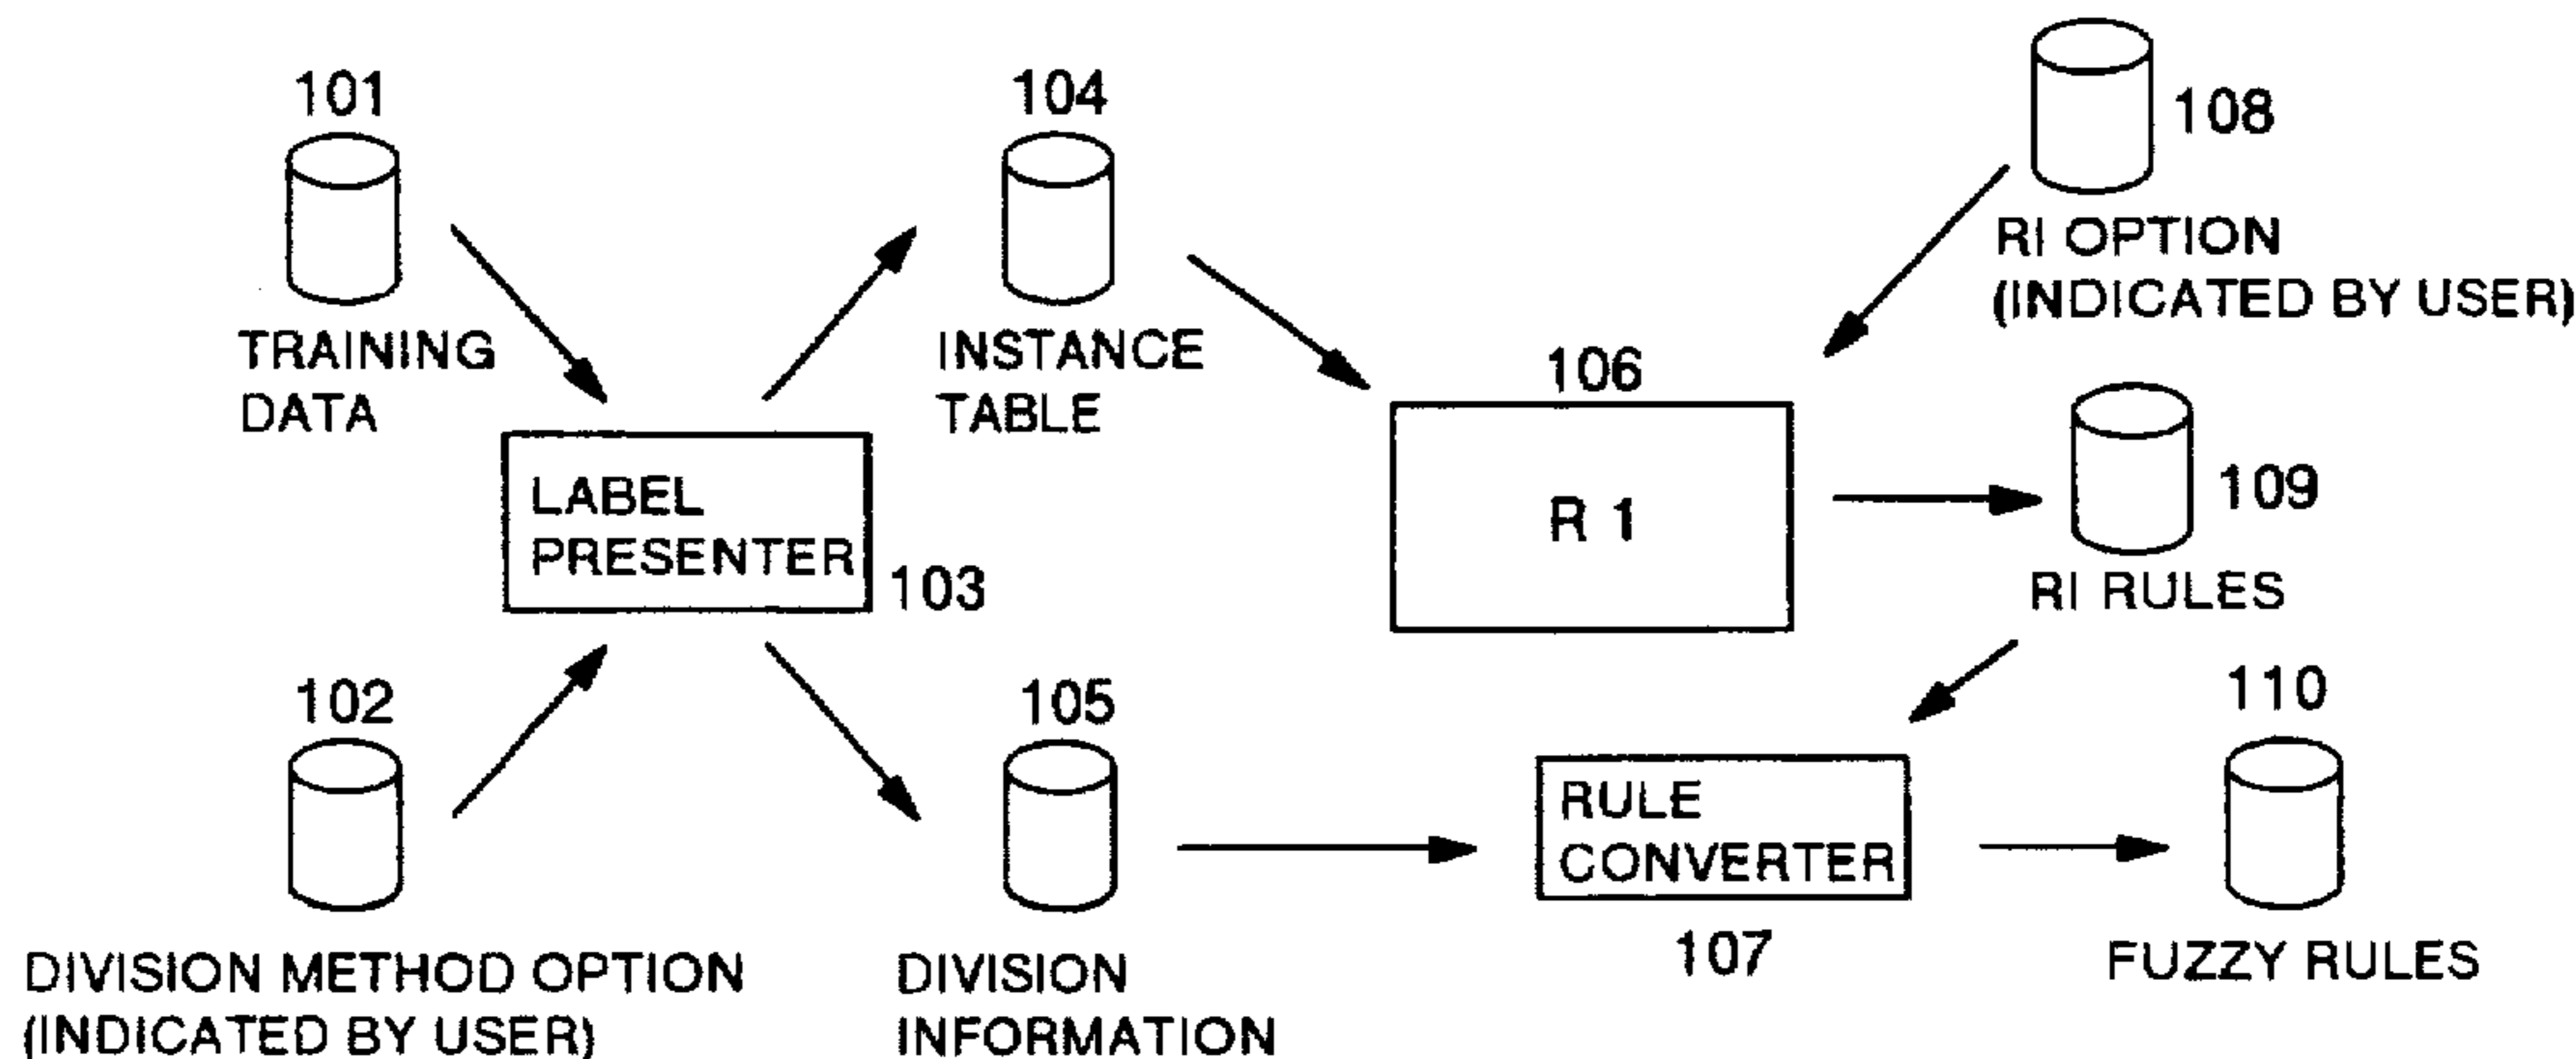 101
TRAINING
DATA
102
DIVISION METHOD OPTION
(INDICATED BY USER)
LABEL
PRESENTER
103
104
INSTANCE
TABLE
105
DIVISION
INFORMATION
106
R 1
108
RI OPTION
(INDICATED BY USER)
109
RI RULES
RULE
CONVERTER
107
110
FUZZY RULES